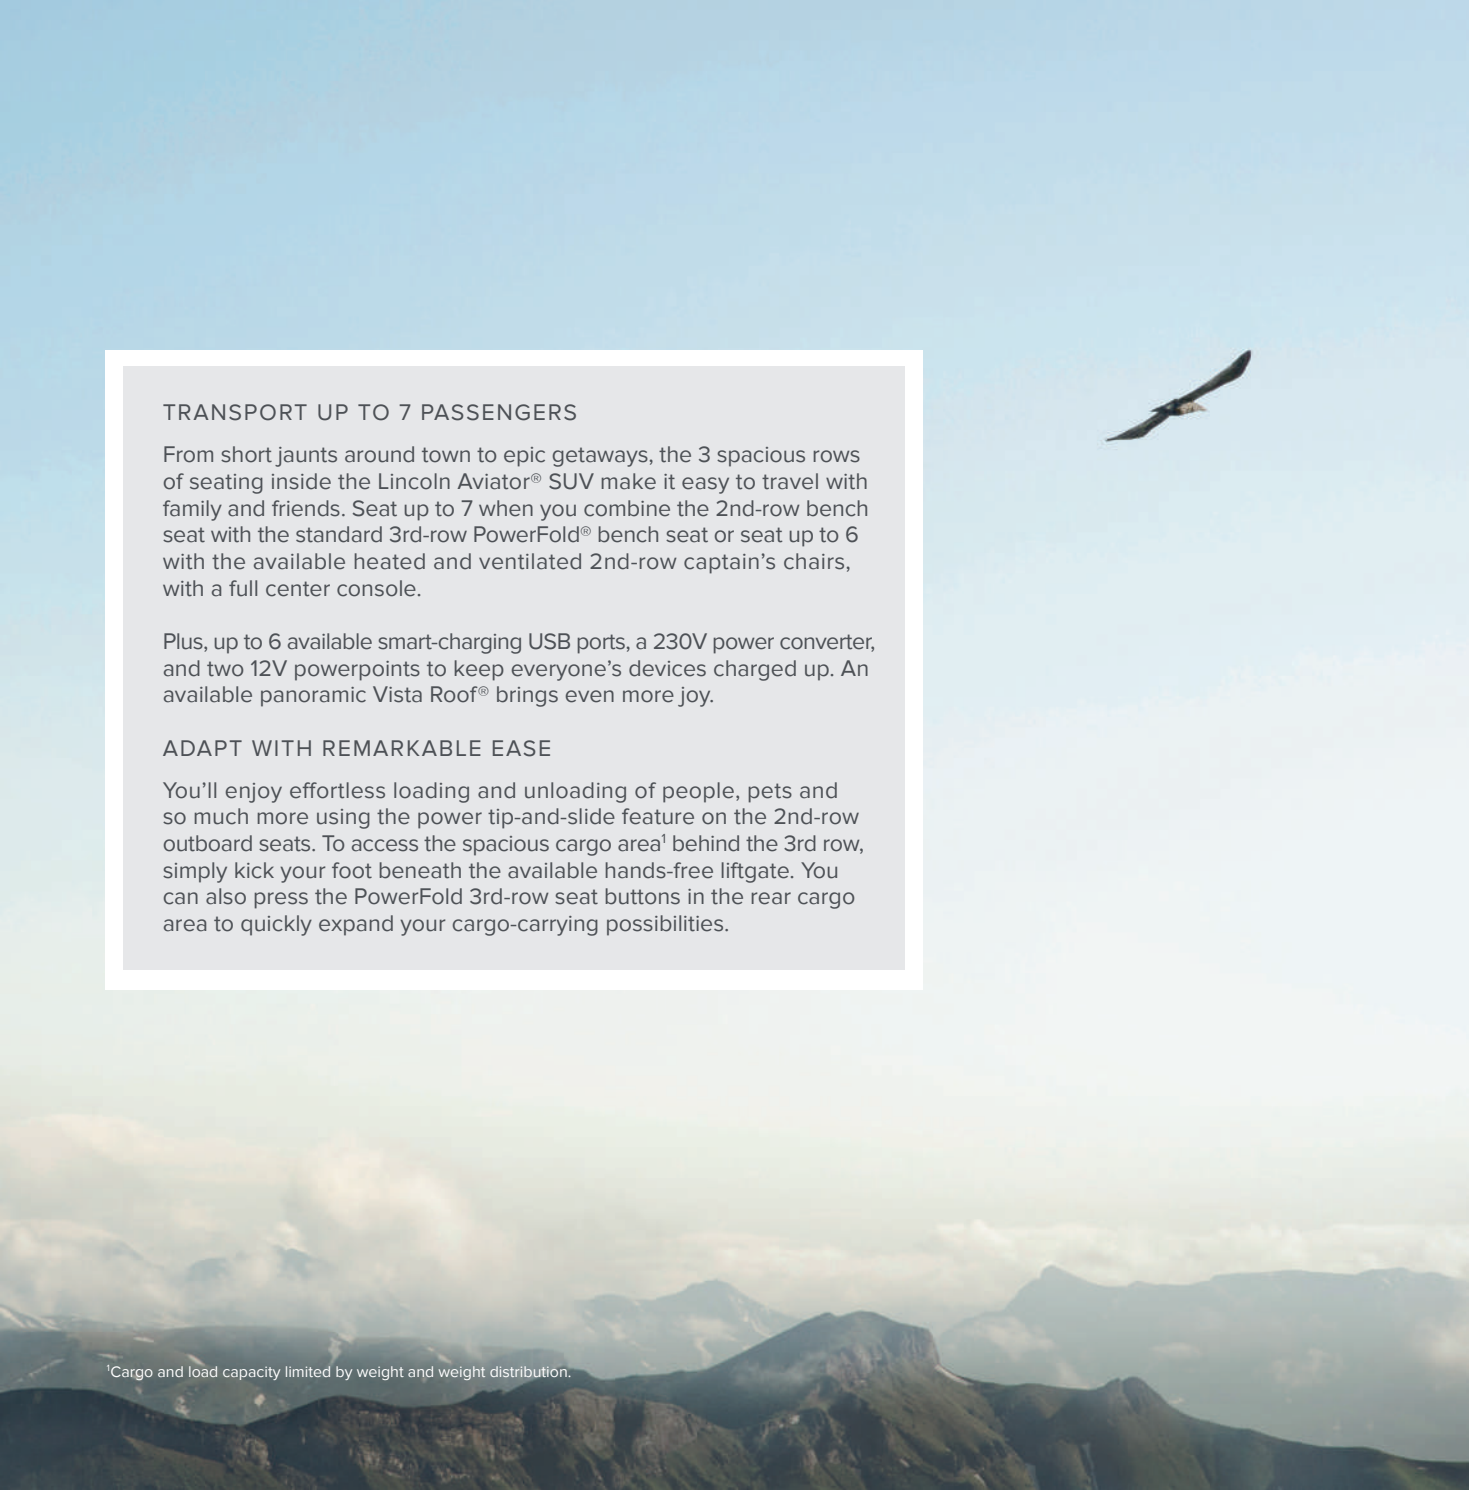 TRANSPORT UP TO 7 PASSENGERS
From short jaunts around town to epic getaways, the 3 spacious rows
of seating inside the Lincoln Aviator® SUV make it easy to travel with
family and friends. Seat up to 7 when you combine the 2nd-row bench
seat with the standard 3rd-row PowerFold® bench seat or seat up to 6
with the available heated and ventilated 2nd-row captain’s chairs,
with a full center console.
Plus, up to 6 available smart-charging USB ports, a 230V power converter,
and two 12V powerpoints to keep everyone’s devices charged up. An
available panoramic Vista Roof® brings even more joy.
ADAPT WITH REMARKABLE EASE
You’ll enjoy effortless loading and unloading of people, pets and
so much more using the power tip-and-slide feature on the 2nd-row
outboard seats. To access the spacious cargo area¹ behind the 3rd row,
simply kick your foot beneath the available hands-free liftgate. You
can also press the PowerFold 3rd-row seat buttons in the rear cargo
area to quickly expand your cargo-carrying possibilities.
¹Cargo and load capacity limited by weight and weight distribution.